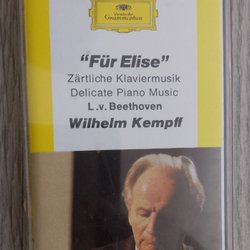 Deutsche
Grammophon
"Für Elise"
Zärtliche Klaviermusik
Delicate Piano Music
L.v. Beethoven
Wilhelm Kempff